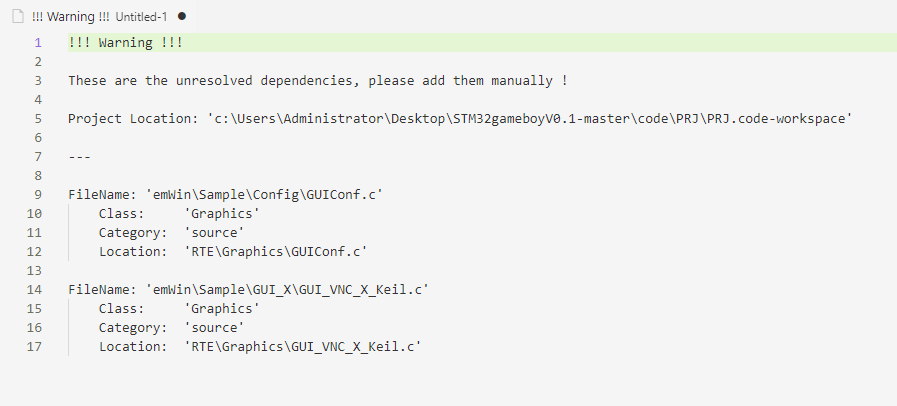 !!! Warning !!! Untitled-1
1 !!! Warning !!!
2
3 These are the unresolved dependencies, please add them manually !
4
5 Project Location: 'c:\Users\Administrator\Desktop\STM32gameboyV0.1-master\code\PRJ\PRJ.code-workspace'
6
7 ---
8
9 FileName: 'emWin\Sample\Config\GUIConf.c'
10 Class: 'Graphics'
11 Category: 'source'
12 Location: 'RTE\Graphics\GUIConf.c'
13
14 FileName: 'emWin\Sample\GUI_X\GUI_VNC_X_Keil.c'
15 Class: 'Graphics'
16 Category: 'source'
17 Location: 'RTE\Graphics\GUI_VNC_X_Keil.c'